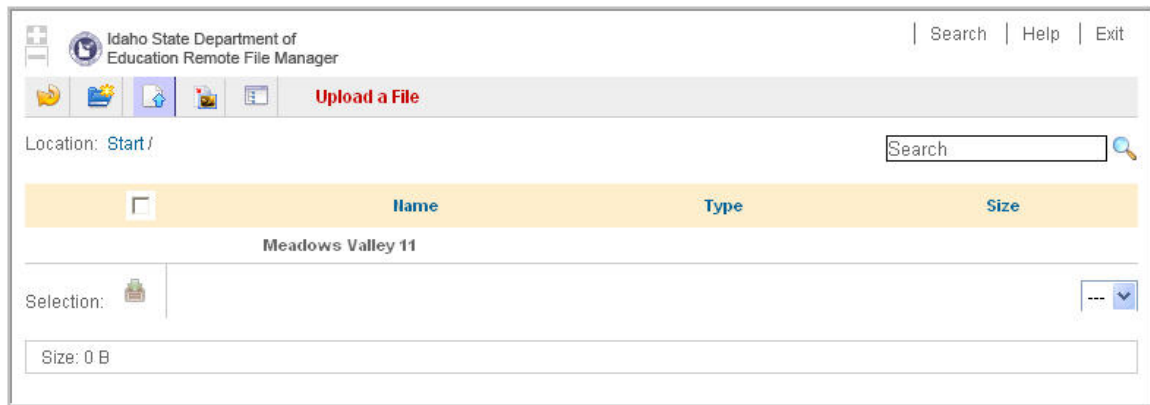 Idaho State Department of
Education Remote File Manager
| Search | Help | Exit
Upload a File
Location: Start /
Search
Name Type Size
Meadows Valley 11
Selection:
---
Size: 0 B